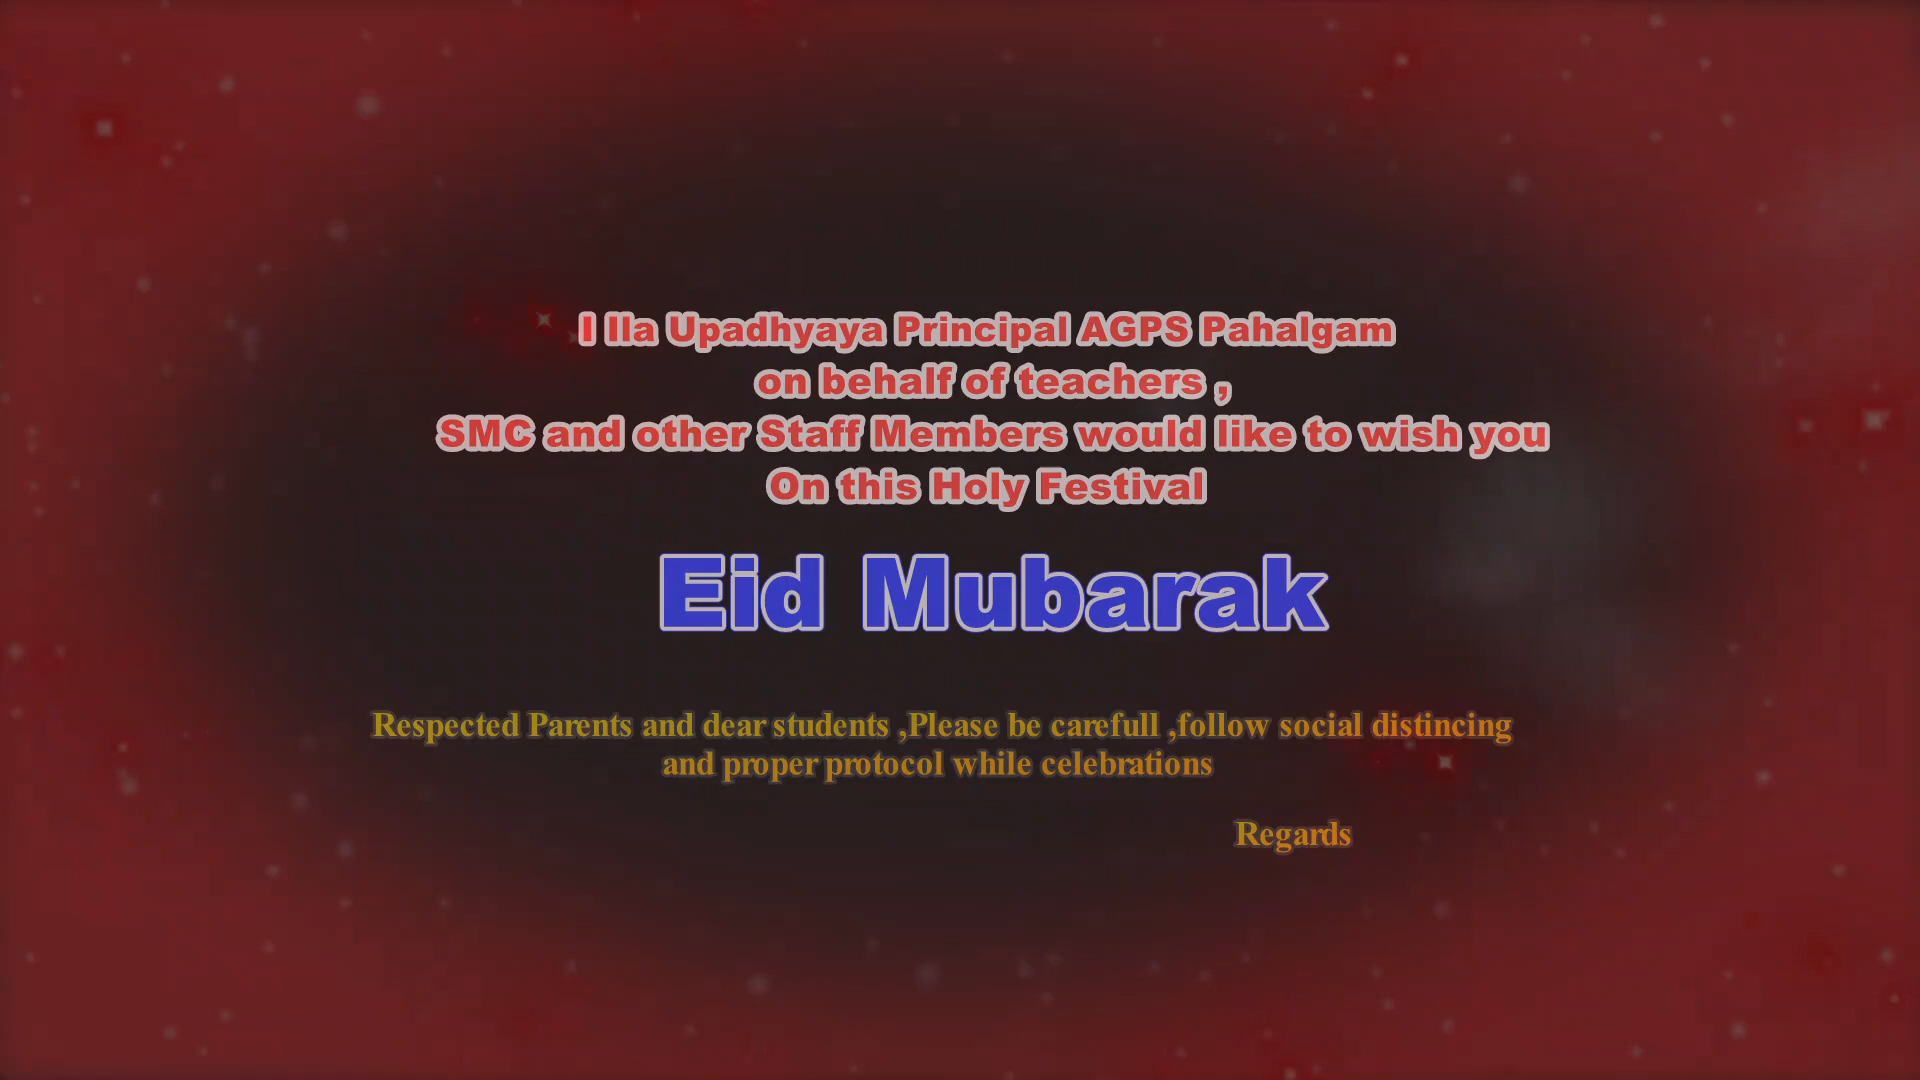 I Ila Upadhyaya Principal AGPS Pahalgam
on behalf of teachers ,
SMC and other Staff Members would like to wish you
On this Holy Festival
Eid Mubarak
Respected Parents and dear students ,Please be carefull ,follow social distincing
and proper protocol while celebrations
Regards